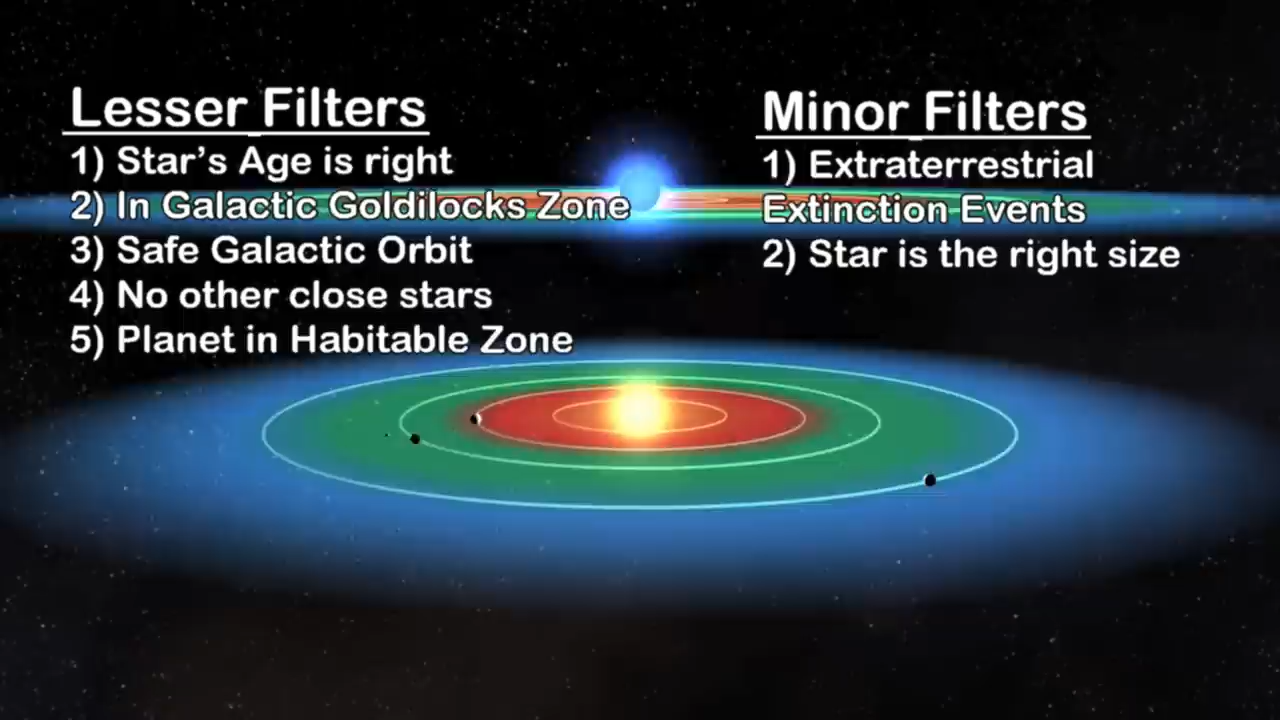 Lesser Filters
1) Star's Age is right
2) In Galactic Goldilocks Zone
3) Safe Galactic Orbit
4) No other close stars
5) Planet in Habitable Zone
Minor Filters
1) Extraterrestrial
Extinction Events
2) Star is the right size